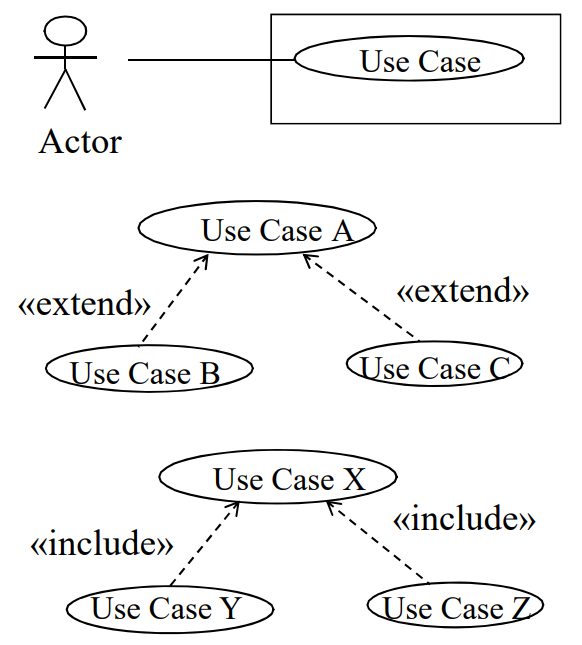 Use Case
Actor
Use Case A
«extend»
«extend»
Use Case B
Use Case C
Use Case X
«include»
«include»
Use Case Y
Use Case Z